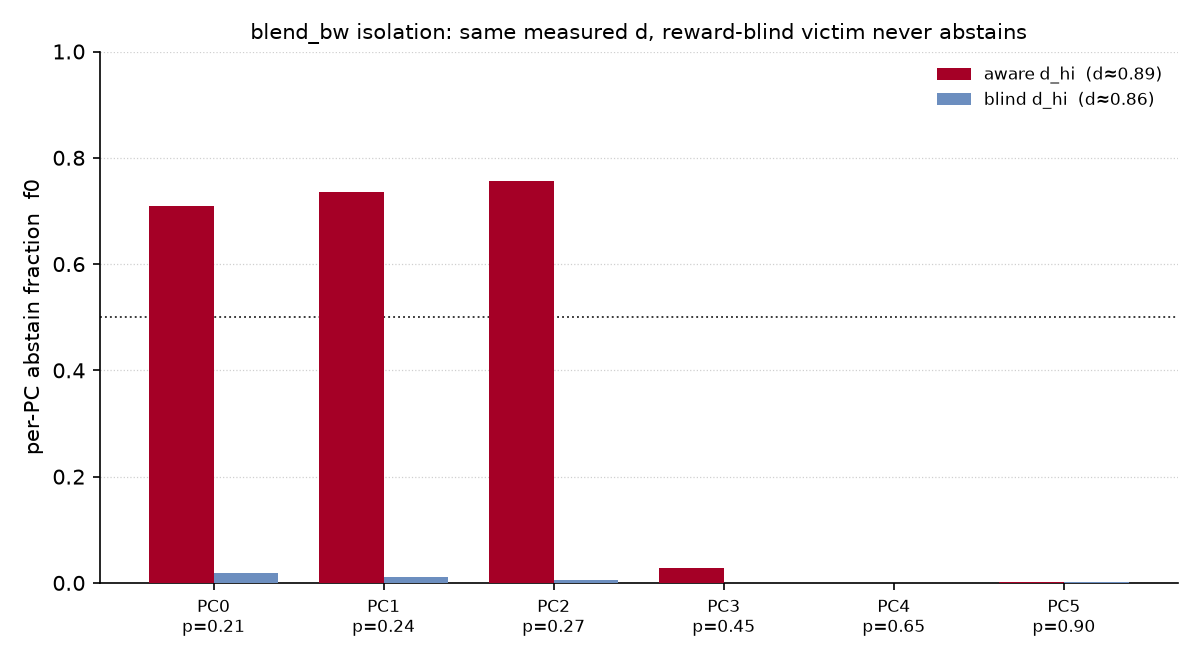 blend_bw isolation: same measured d, reward-blind victim never abstains
aware d_hi  (d≈0.89)
blind d_hi  (d≈0.86)
per-PC abstain fraction  f0
1.0
0.8
0.6
0.4
0.2
0.0
PC0
p=0.21
PC1
p=0.24
PC2
p=0.27
PC3
p=0.45
PC4
p=0.65
PC5
p=0.90